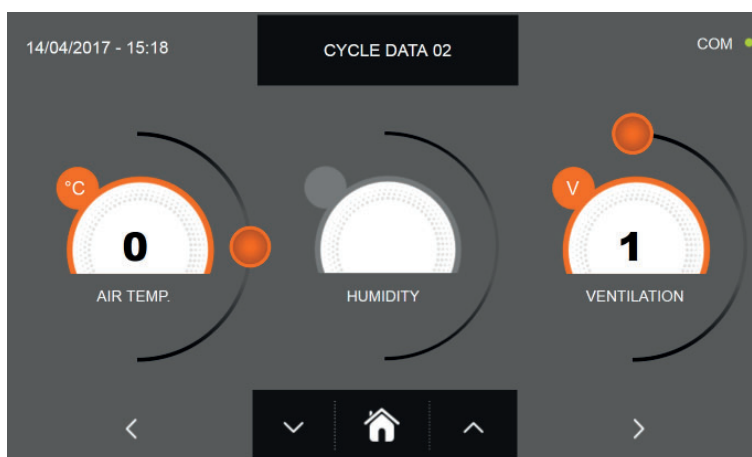 14/04/2017 - 15:18
CYCLE DATA 02
COM
°C
V
0
1
AIR TEMP.
HUMIDITY
VENTILATION